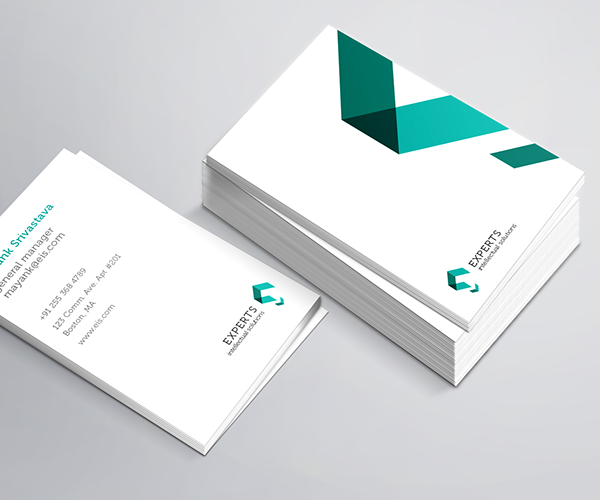 ank Srivastava
general manager
mayank@eis.com
+91 255 368 4789
123 Comm. Ave. Apt #201
Boston, MA
www.eis.com
EXPERTS
intellectual solutions
EXPERTS
intellectual solutions